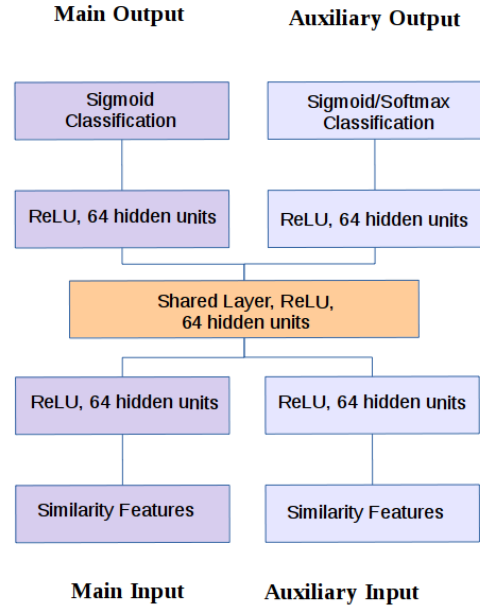 Main Output
Auxiliary Output
Sigmoid
Classification
Sigmoid/Softmax
Classification
ReLU, 64 hidden units
ReLU, 64 hidden units
Shared Layer, ReLU,
64 hidden units
ReLU, 64 hidden units
ReLU, 64 hidden units
Similarity Features
Similarity Features
Main Input
Auxiliary Input